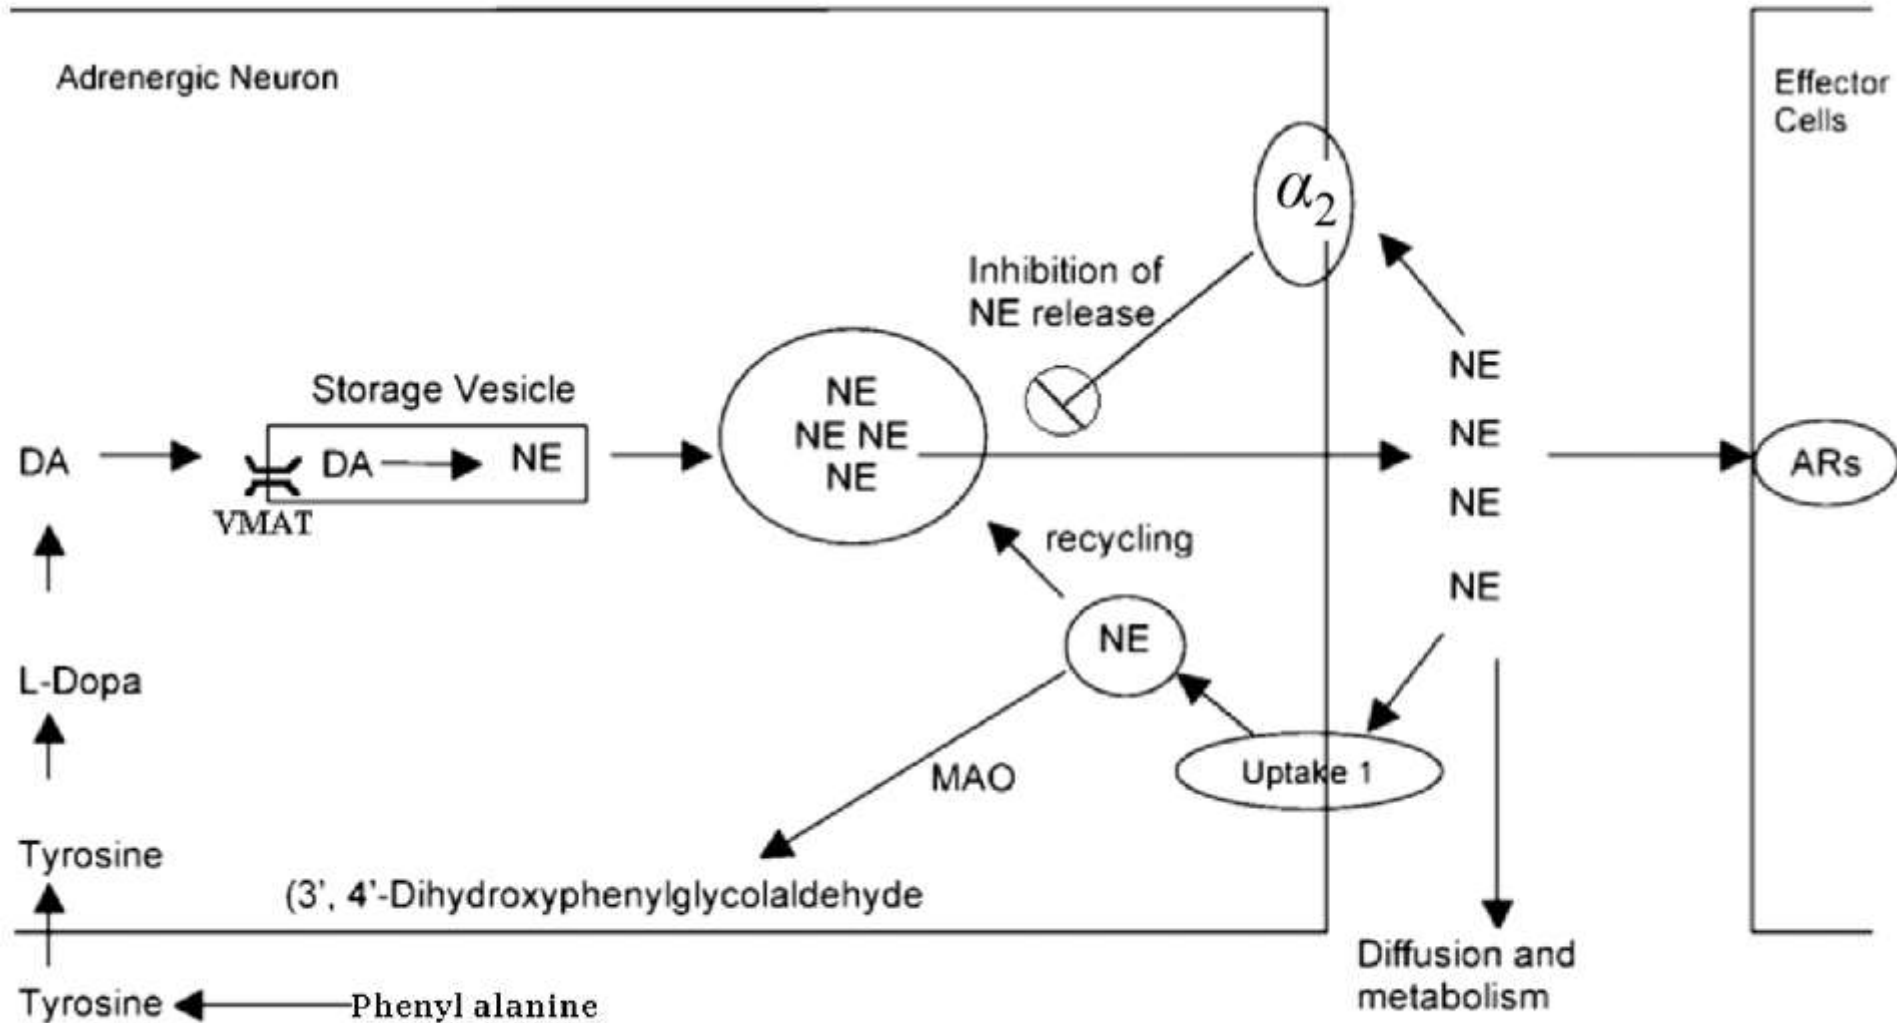 Adrenergic Neuron
Effector
Cells
α₂
Inhibition of
NE release
NE
Storage Vesicle
NE
NE NE
NE
NE
DA
DA
NE
ARs
VMAT
NE
recycling
NE
NE
L-Dopa
Uptake 1
MAO
Tyrosine
(3', 4'-Dihydroxyphenylglycolaldehyde
Diffusion and
metabolism
Tyrosine
Phenyl alanine